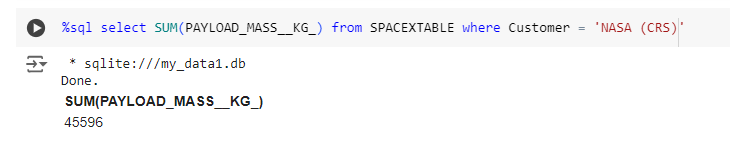 %sql select SUM(PAYLOAD_MASS__KG_) from SPACEXTABLE where Customer = 'NASA (CRS)'
* sqlite:///my_data1.db
Done.
SUM(PAYLOAD_MASS__KG_)
45596